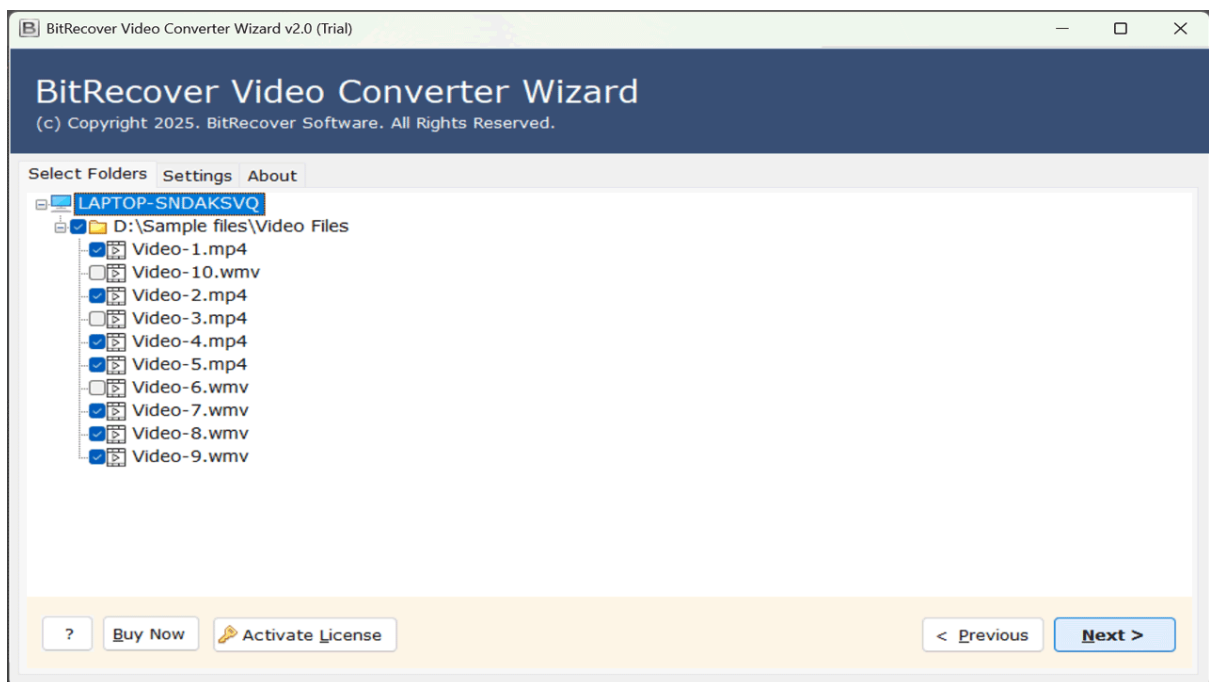 BitRecover Video Converter Wizard v2.0 (Trial)
BitRecover Video Converter Wizard
(c) Copyright 2025. BitRecover Software. All Rights Reserved.
Select Folders Settings About
LAPTOP-SNDAKSVQ
D:\Sample files\Video Files
Video-1.mp4
Video-10.wmv
Video-2.mp4
Video-3.mp4
Video-4.mp4
Video-5.mp4
Video-6.wmv
Video-7.wmv
Video-8.wmv
Video-9.wmv
? Buy Now Activate License < Previous Next >